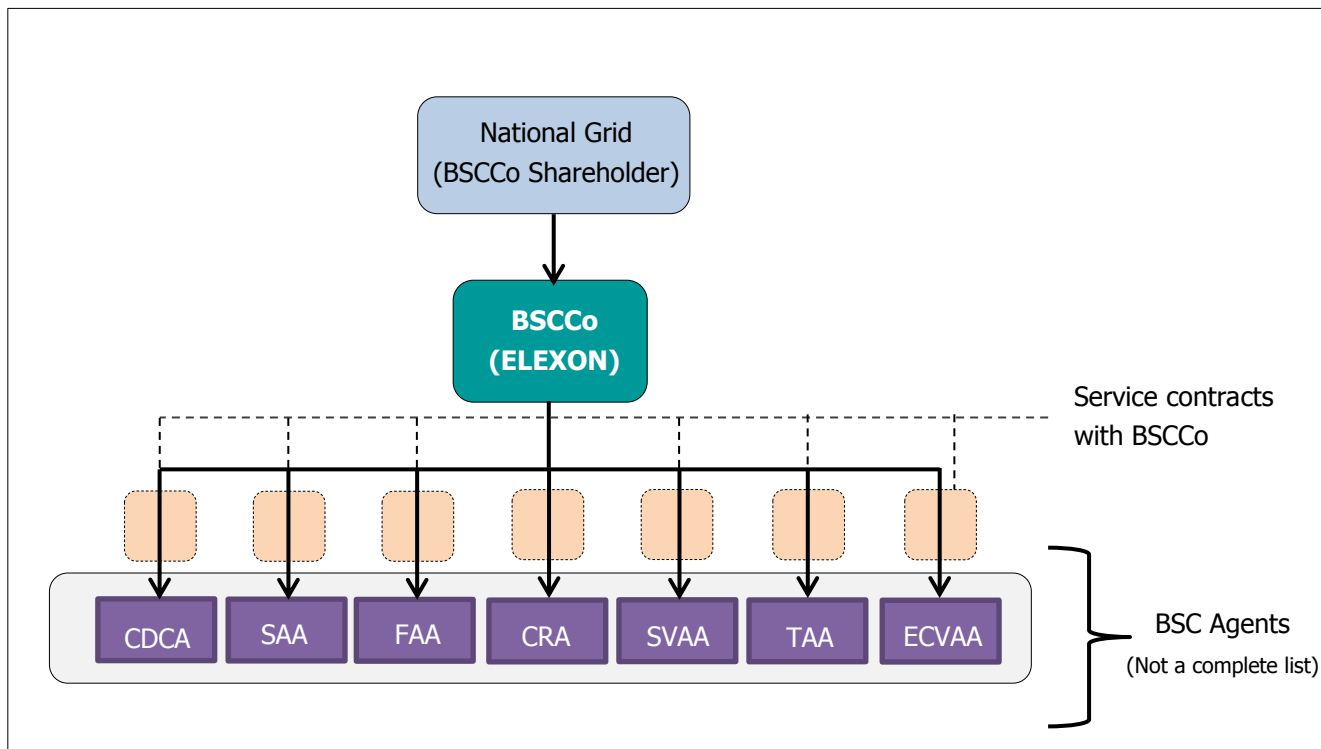 National Grid
(BSCCo Shareholder)
BSCCo
(ELEXON)
Service contracts
with BSCCo
CDCA
SAA
FAA
CRA
SVAA
TAA
ECVAA
BSC Agents
(Not a complete list)